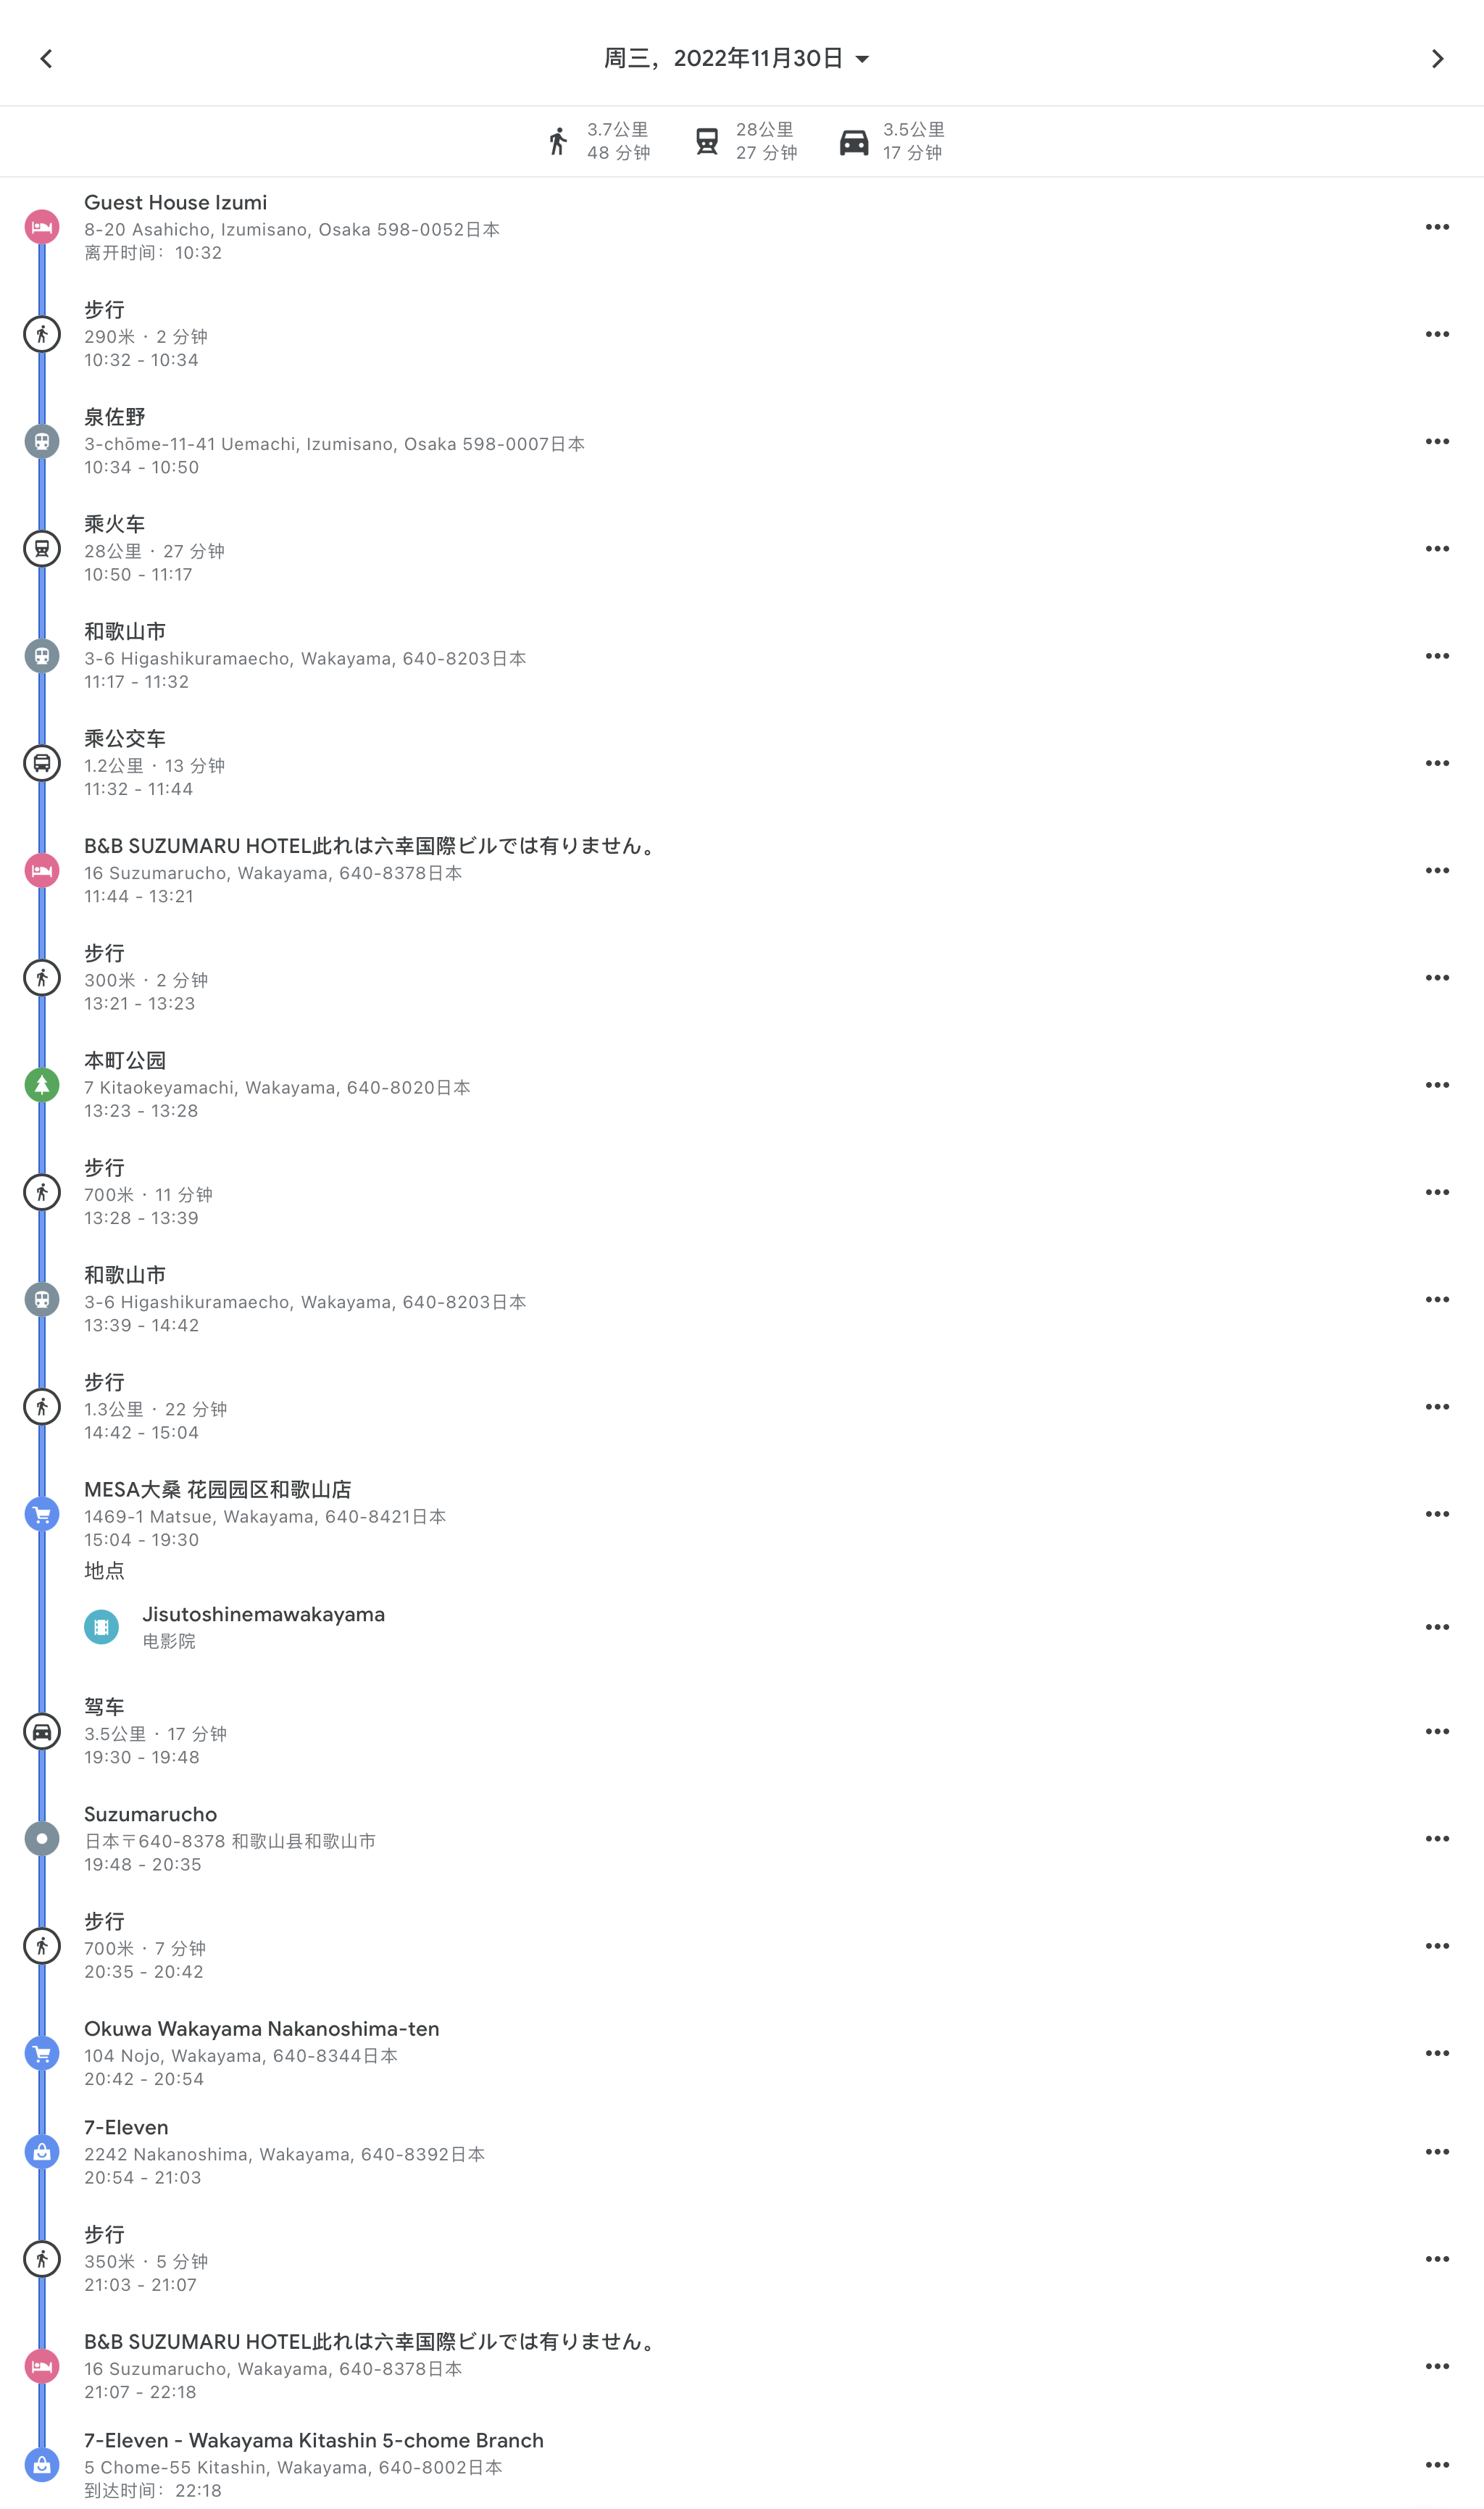 周三，2022年11月30日
3.7公里
48 分钟
28公里
27 分钟
3.5公里
17 分钟
Guest House Izumi
8-20 Asahicho, Izumisano, Osaka 598-0052日本
离开时间：10:32
步行
290米 · 2 分钟
10:32 - 10:34
泉佐野
3-chōme-11-41 Uemachi, Izumisano, Osaka 598-0007日本
10:34 - 10:50
乘火车
28公里 · 27 分钟
10:50 - 11:17
和歌山市
3-6 Higashikuramaecho, Wakayama, 640-8203日本
11:17 - 11:32
乘公交车
1.2公里 · 13 分钟
11:32 - 11:44
B&B SUZUMARU HOTEL此れは六幸国際ビルでは有りません。
16 Suzumarucho, Wakayama, 640-8378日本
11:44 - 13:21
步行
300米 · 2 分钟
13:21 - 13:23
本町公园
7 Kitaokeyamachi, Wakayama, 640-8020日本
13:23 - 13:28
步行
700米 · 11 分钟
13:28 - 13:39
和歌山市
3-6 Higashikuramaecho, Wakayama, 640-8203日本
13:39 - 14:42
步行
1.3公里 · 22 分钟
14:42 - 15:04
MESA大桑 花园园区和歌山店
1469-1 Matsue, Wakayama, 640-8421日本
15:04 - 19:30
地点
Jisutoshinemawakayama
电影院
驾车
3.5公里 · 17 分钟
19:30 - 19:48
Suzumarucho
日本〒640-8378 和歌山县和歌山市
19:48 - 20:35
步行
700米 · 7 分钟
20:35 - 20:42
Okuwa Wakayama Nakanoshima-ten
104 Nojo, Wakayama, 640-8344日本
20:42 - 20:54
7-Eleven
2242 Nakanoshima, Wakayama, 640-8392日本
20:54 - 21:03
步行
350米 · 5 分钟
21:03 - 21:07
B&B SUZUMARU HOTEL此れは六幸国際ビルでは有りません。
16 Suzumarucho, Wakayama, 640-8378日本
21:07 - 22:18
7-Eleven - Wakayama Kitashin 5-chome Branch
5 Chome-55 Kitashin, Wakayama, 640-8002日本
到达时间：22:18